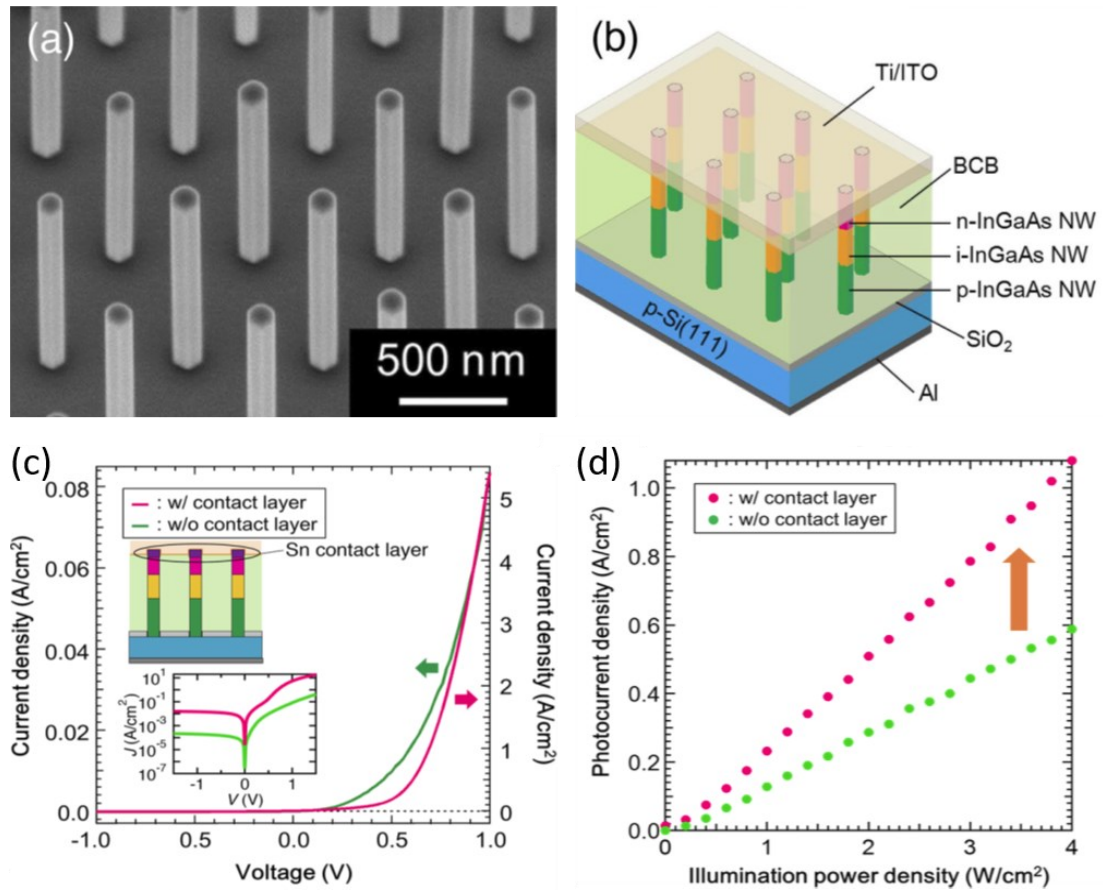 (a)
500 nm
(b)
Ti/ITO
BCB
n-InGaAs NW
i-InGaAs NW
p-InGaAs NW
SiO2
Al
p-Si(111)
(c)
Current density (A/cm²)
0.08
0.06
0.04
0.02
0.0
: w/ contact layer
: w/o contact layer
Sn contact layer
J (A/cm²)
10¹
10⁻¹
10⁻³
10⁻⁵
10⁻⁷
-1 0 1
V (V)
5
4
3
2
1
0
Current density (A/cm²)
-1.0 -0.5 0.0 0.5 1.0
Voltage (V)
(d)
Photocurrent density (A/cm²)
1.0
0.8
0.6
0.4
0.2
0.0
: w/ contact layer
: w/o contact layer
0 1 2 3 4
Illumination power density (W/cm²)